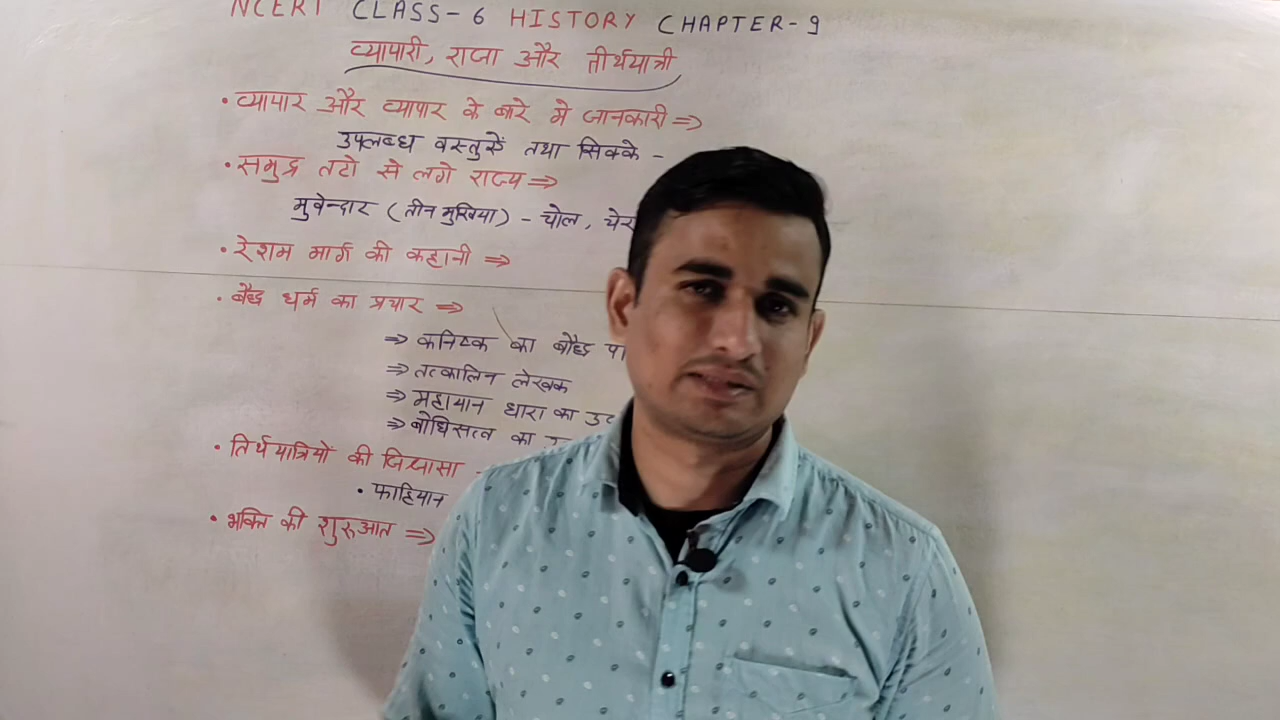 NCERT CLASS-6 HISTORY CHAPTER-9
व्यापारी, राजा और तीर्थयात्री
• व्यापार और व्यापार के बारे मे जानकारी ⇒
उपलब्ध वस्तुएँ तथा सिक्के -
• समुद्र तटो से लगे राज्य ⇒
मुवेन्दार (तीन मुखिया) - चोल, चेर
• रेशम मार्ग की कहानी ⇒
• बौद्ध धर्म का प्रचार ⇒
⇒ कनिष्क का बौद्ध
⇒ तत्कालिन लेखक
⇒ महायान धारा का
⇒ बोधिसत्व का
• तिर्थयात्रियों की जिज्ञासा -
• फाहियान
• भक्ति की शुरुआत ⇒